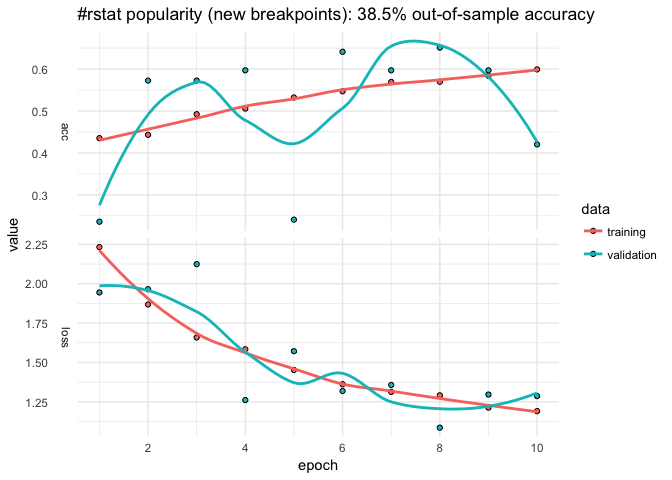 #rstat popularity (new breakpoints): 38.5% out-of-sample accuracy
0.6
0.5
0.4
0.3
acc
value
2.25
2.00
1.75
1.50
1.25
loss
2 4 6 8 10
epoch
data
training
validation